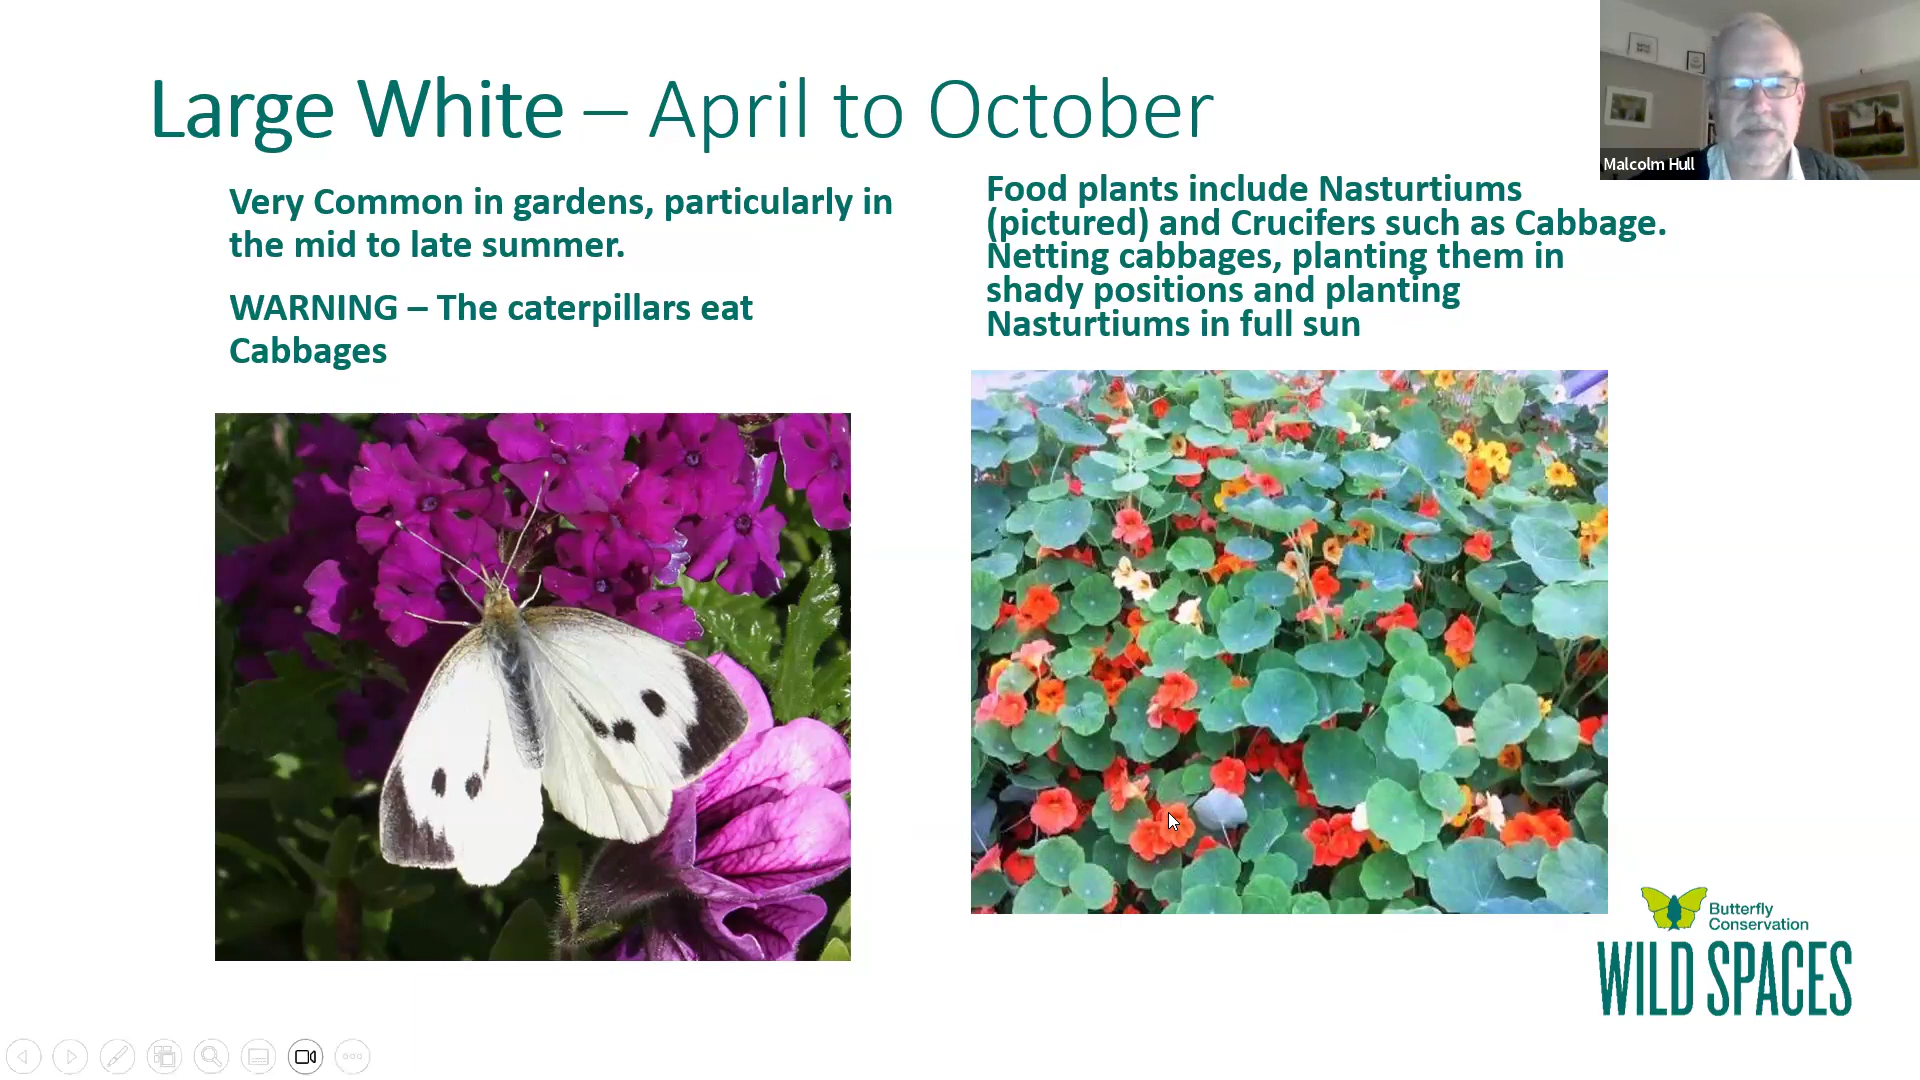 Large White – April to October
Malcolm Hull
Very Common in gardens, particularly in
the mid to late summer.
WARNING – The caterpillars eat
Cabbages
Food plants include Nasturtiums
(pictured) and Crucifers such as Cabbage.
Netting cabbages, planting them in
shady positions and planting
Nasturtiums in full sun
Butterfly
Conservation
WILD SPACES